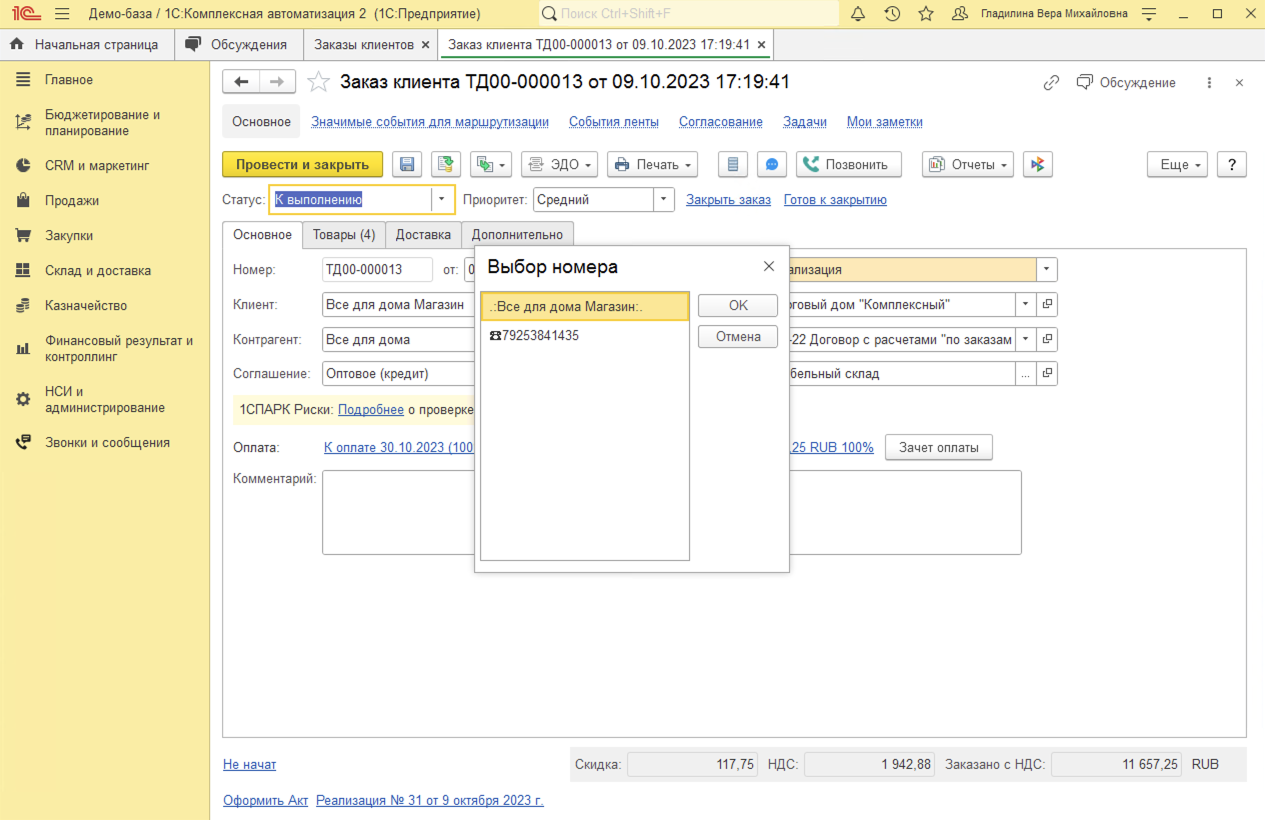 1С Демо-база / 1С:Комплексная автоматизация 2 (1С:Предприятие) Поиск Ctrl+Shift+F Гладилина Вера Михайловна
Начальная страница Обсуждения Заказы клиентов × Заказ клиента ТД00-000013 от 09.10.2023 17:19:41 ×
Главное
Бюджетирование и
планирование
CRM и маркетинг
Продажи
Закупки
Склад и доставка
Казначейство
Финансовый результат и
контроллинг
НСИ и
администрирование
Звонки и сообщения
Заказ клиента ТД00-000013 от 09.10.2023 17:19:41 Обсуждение
Основное Значимые события для маршрутизации События ленты Согласование Задачи Мои заметки
Провести и закрыть ЭДО Печать Позвонить Отчеты Еще ?
Статус: К выполнению Приоритет: Средний Закрыть заказ Готов к закрытию
Основное Товары (4) Доставка Дополнительно
Номер: ТД00-000013 от: 0 ализация
Клиент: Все для дома Магазин рговый дом "Комплексный"
Контрагент: Все для дома -22 Договор с расчетами "по заказам
Соглашение: Оптовое (кредит) бельный склад ...
1СПАРК Риски: Подробнее о проверке
Оплата: К оплате 30.10.2023 (100 ,25 RUB 100% Зачет оплаты
Комментарий:
Выбор номера
.:Все для дома Магазин:.
☎79253841435
OK
Отмена
Не начат Скидка: 117,75 НДС: 1 942,88 Заказано с НДС: 11 657,25 RUB
Оформить Акт Реализация № 31 от 9 октября 2023 г.